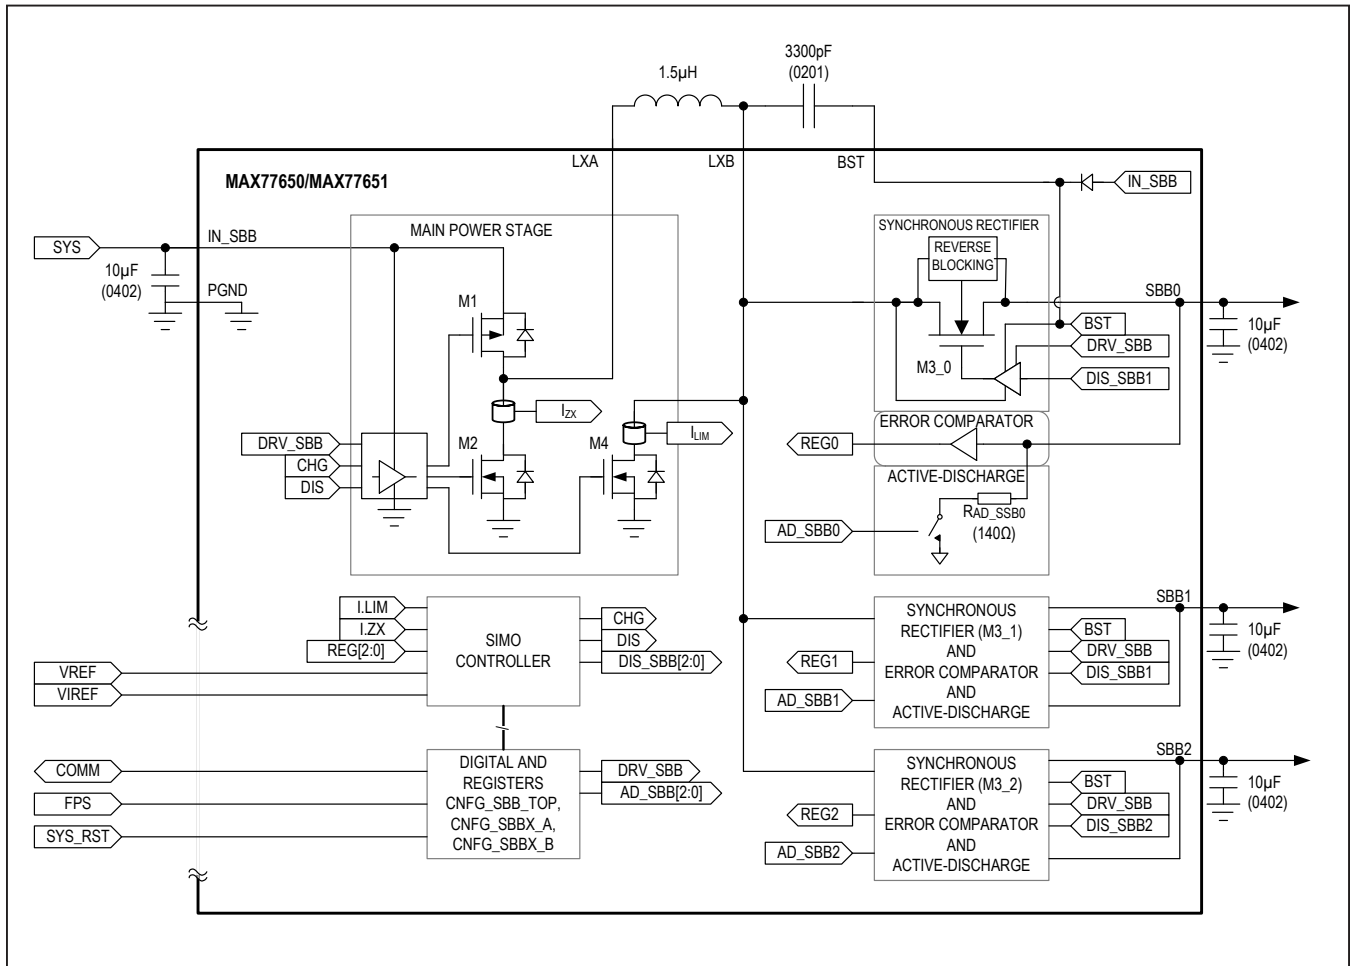 3300pF
(0201)
1.5µH
LXA
LXB
BST
MAX77650/MAX77651
IN_SBB
MAIN POWER STAGE
SYNCHRONOUS RECTIFIER
REVERSE
BLOCKING
SYS
IN_SBB
10µF
(0402)
PGND
M1
SBB0
BST
DRV_SBB
DIS_SBB1
10µF
(0402)
M3_0
IZX
ILIM
ERROR COMPARATOR
REG0
DRV_SBB
CHG
DIS
M2
M4
ACTIVE-DISCHARGE
RAD_SSB0
(140Ω)
AD_SBB0
I.LIM
I.ZX
REG[2:0]
SIMO
CONTROLLER
CHG
DIS
DIS_SBB[2:0]
VREF
VIREF
SYNCHRONOUS
RECTIFIER (M3_1)
AND
ERROR COMPARATOR
AND
ACTIVE-DISCHARGE
REG1
AD_SBB1
SBB1
BST
DRV_SBB
DIS_SBB1
10µF
(0402)
COMM
FPS
SYS_RST
DIGITAL AND
REGISTERS
CNFG_SBB_TOP,
CNFG_SBBX_A,
CNFG_SBBX_B
DRV_SBB
AD_SBB[2:0]
SYNCHRONOUS
RECTIFIER (M3_2)
AND
ERROR COMPARATOR
AND
ACTIVE-DISCHARGE
REG2
AD_SBB2
SBB2
BST
DRV_SBB
DIS_SBB2
10µF
(0402)